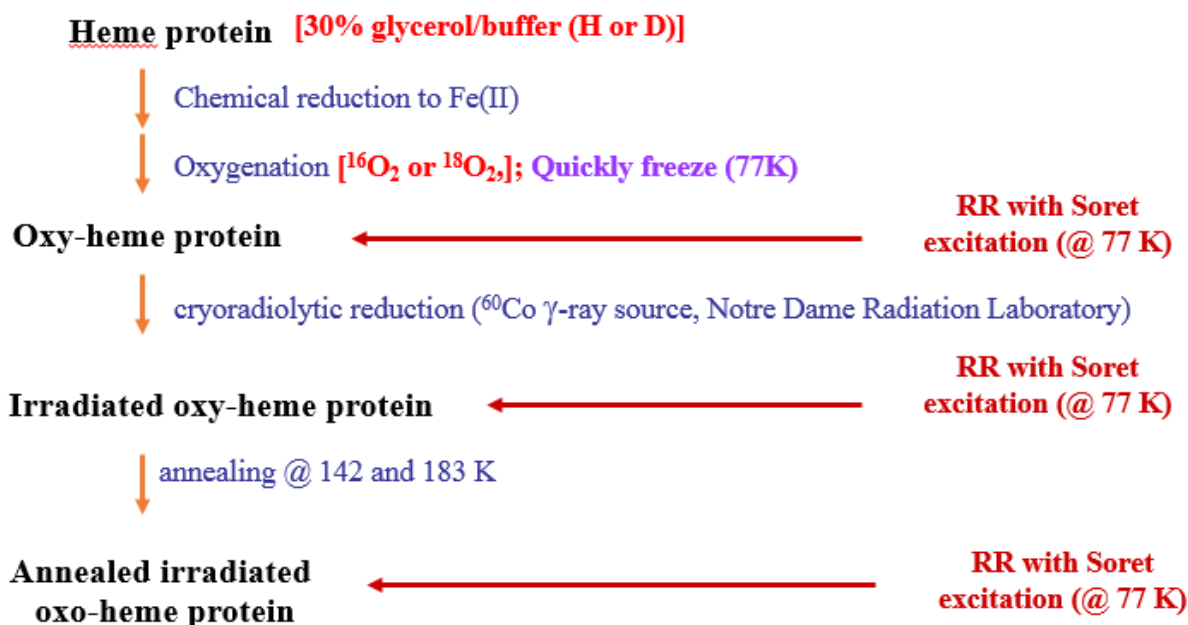 Heme protein [30% glycerol/buffer (H or D)]
Chemical reduction to Fe(II)
Oxygenation [¹⁶O₂ or ¹⁸O₂,]; Quickly freeze (77K)
RR with Soret
excitation (@ 77 K)
Oxy-heme protein
cryoradiolytic reduction (⁶⁰Co γ-ray source, Notre Dame Radiation Laboratory)
RR with Soret
excitation (@ 77 K)
Irradiated oxy-heme protein
annealing @ 142 and 183 K
RR with Soret
excitation (@ 77 K)
Annealed irradiated
oxo-heme protein